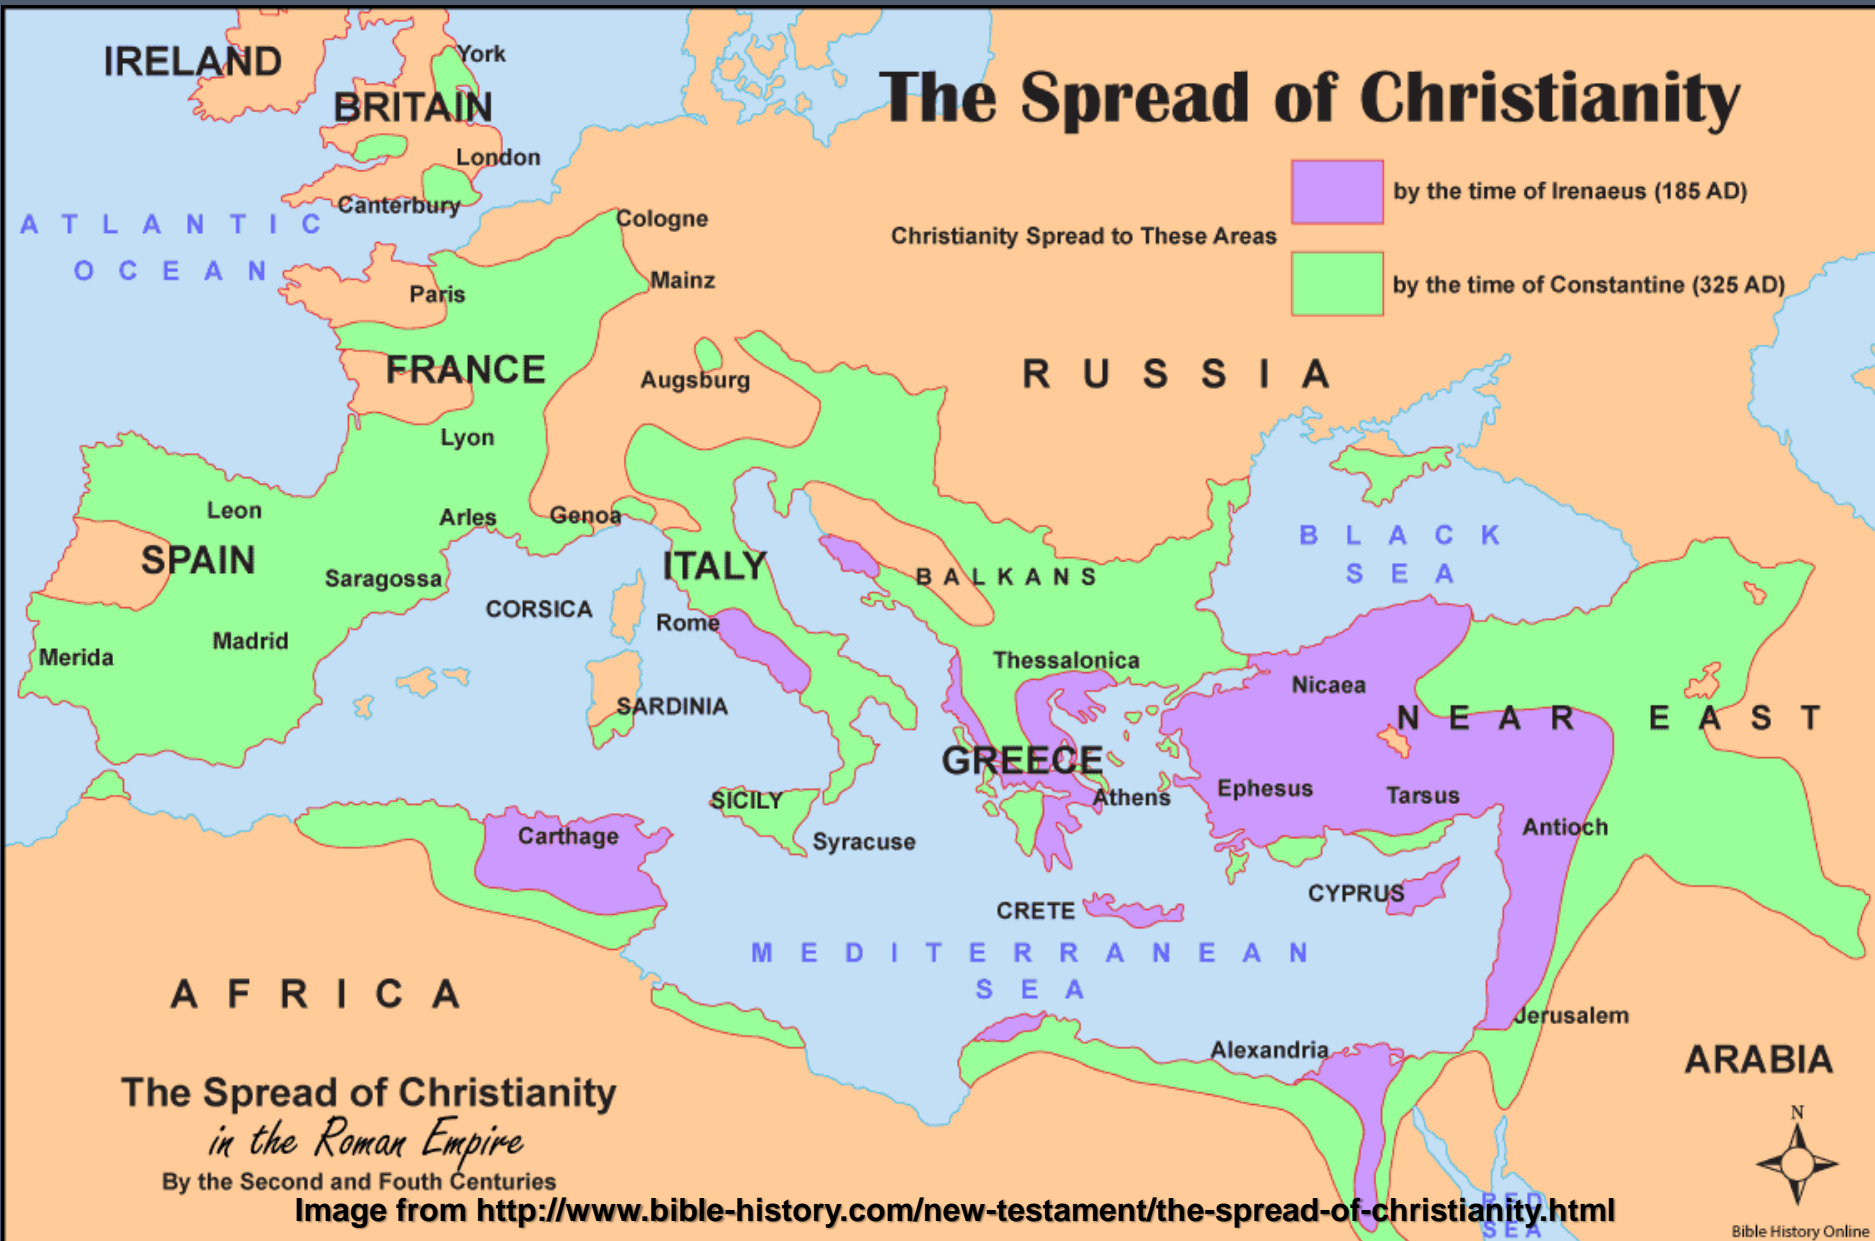 IRELAND
York
BRITAIN
London
Canterbury
ATLANTIC
OCEAN
The Spread of Christianity
by the time of Irenaeus (185 AD)
Christianity Spread to These Areas
by the time of Constantine (325 AD)
Cologne
Mainz
Paris
FRANCE
Augsburg
RUSSIA
Lyon
Leon
Arles
Genoa
SPAIN
ITALY
BALKANS
BLACK
SEA
Saragossa
CORSICA
Rome
Madrid
Merida
Thessalonica
Nicaea
SARDINIA
NEAR EAST
GREECE
Ephesus
Tarsus
Athens
SICILY
Syracuse
Carthage
Antioch
CYPRUS
CRETE
MEDITERRANEAN
SEA
AFRICA
Jerusalem
Alexandria
ARABIA
The Spread of Christianity
in the Roman Empire
By the Second and Fouth Centuries
N
RED
SEA
Image from http://www.bible-history.com/new-testament/the-spread-of-christianity.html
Bible History Online